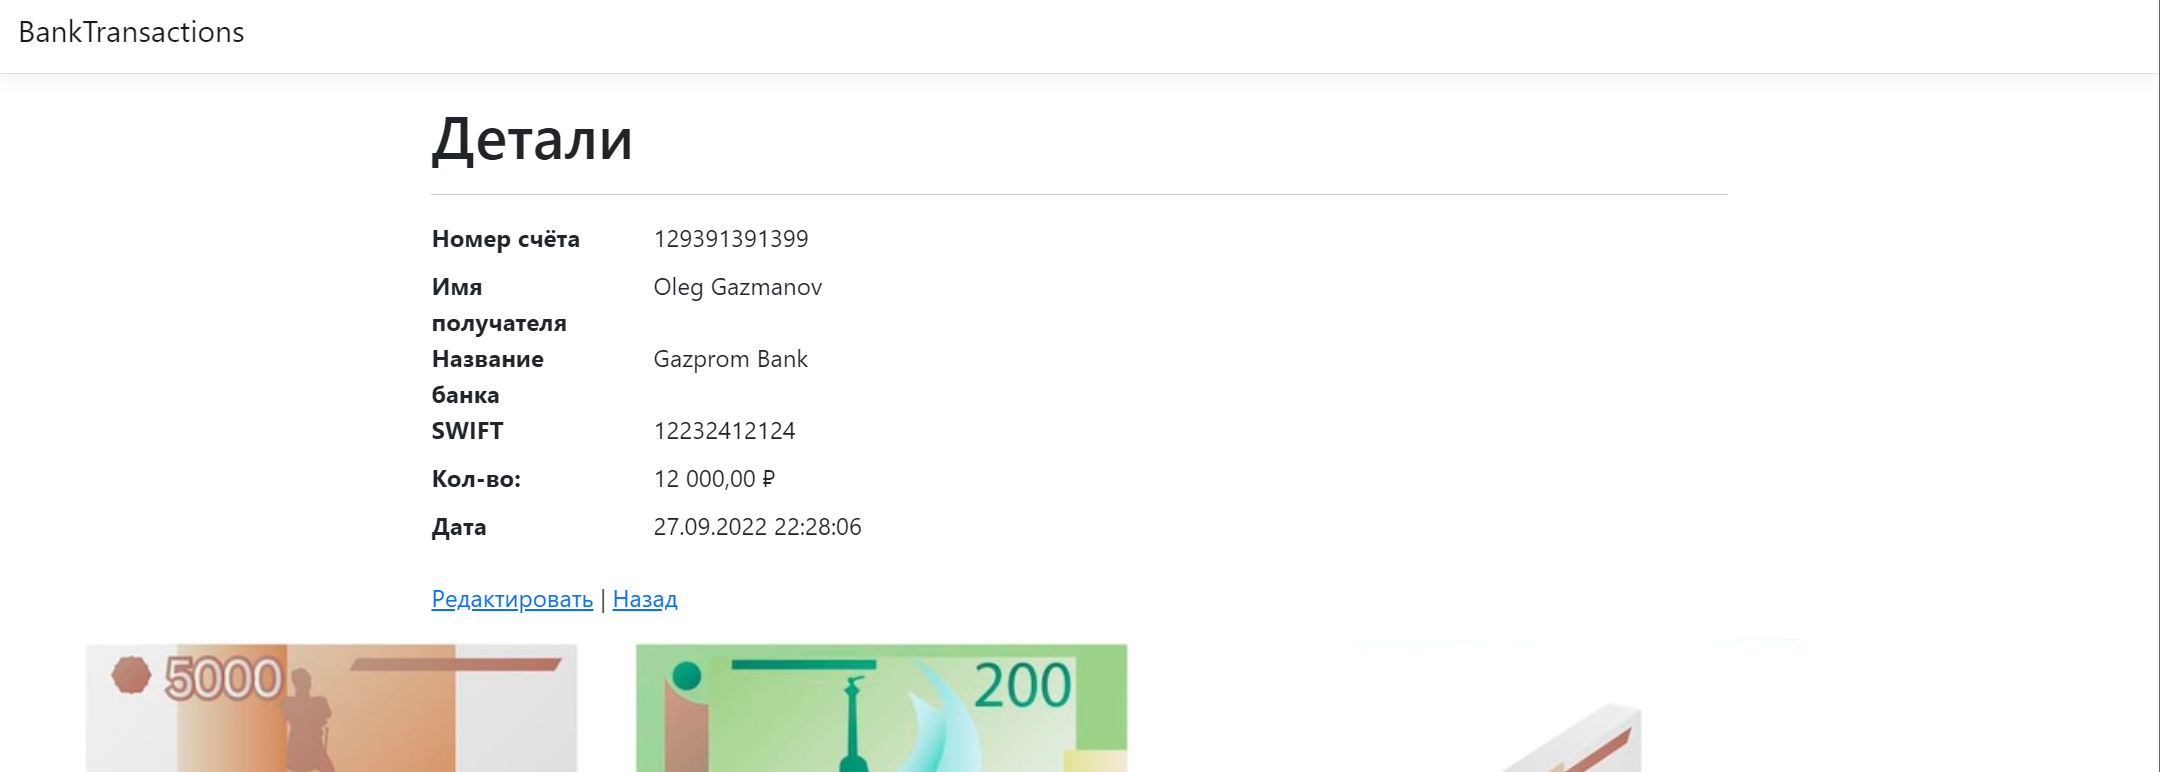 BankTransactions
Детали
Номер счёта 129391391399
Имя получателя Oleg Gazmanov
Название банка Gazprom Bank
SWIFT 12232412124
Кол-во: 12 000,00 ₽
Дата 27.09.2022 22:28:06
Редактировать | Назад
5000
200